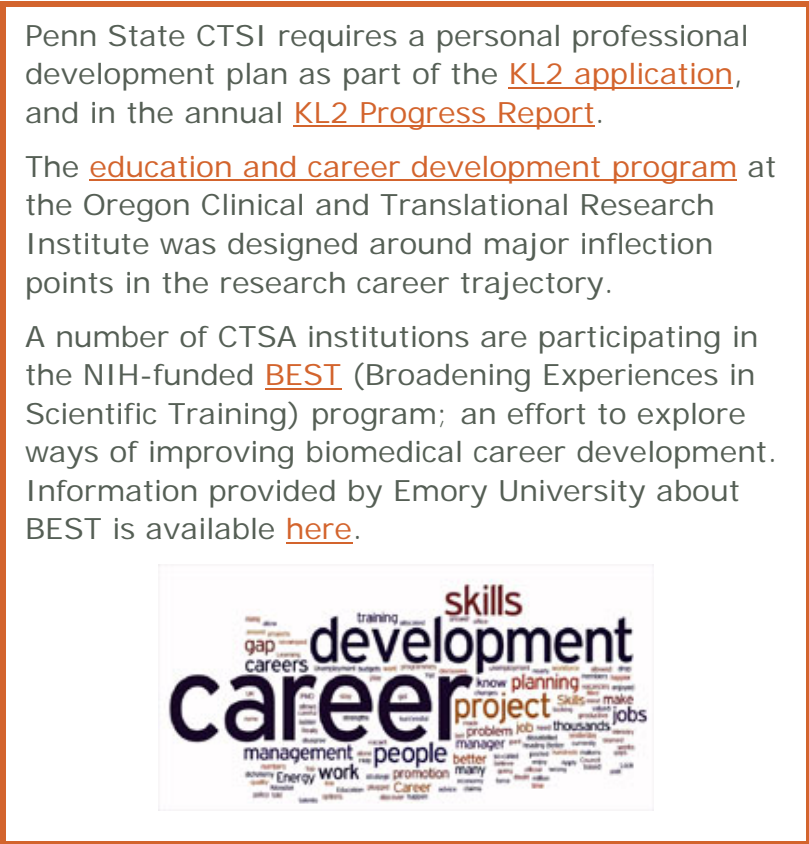 Penn State CTSI requires a personal professional
development plan as part of the KL2 application,
and in the annual KL2 Progress Report.
The education and career development program at
the Oregon Clinical and Translational Research
Institute was designed around major inflection
points in the research career trajectory.
A number of CTSA institutions are participating in
the NIH-funded BEST (Broadening Experiences in
Scientific Training) program; an effort to explore
ways of improving biomedical career development.
Information provided by Emory University about
BEST is available here.
skills
training
development
gap
careers
know planning
career
project Skills make
jobs
problem job thousands
manager
management people better
Energy work promotion many
Career